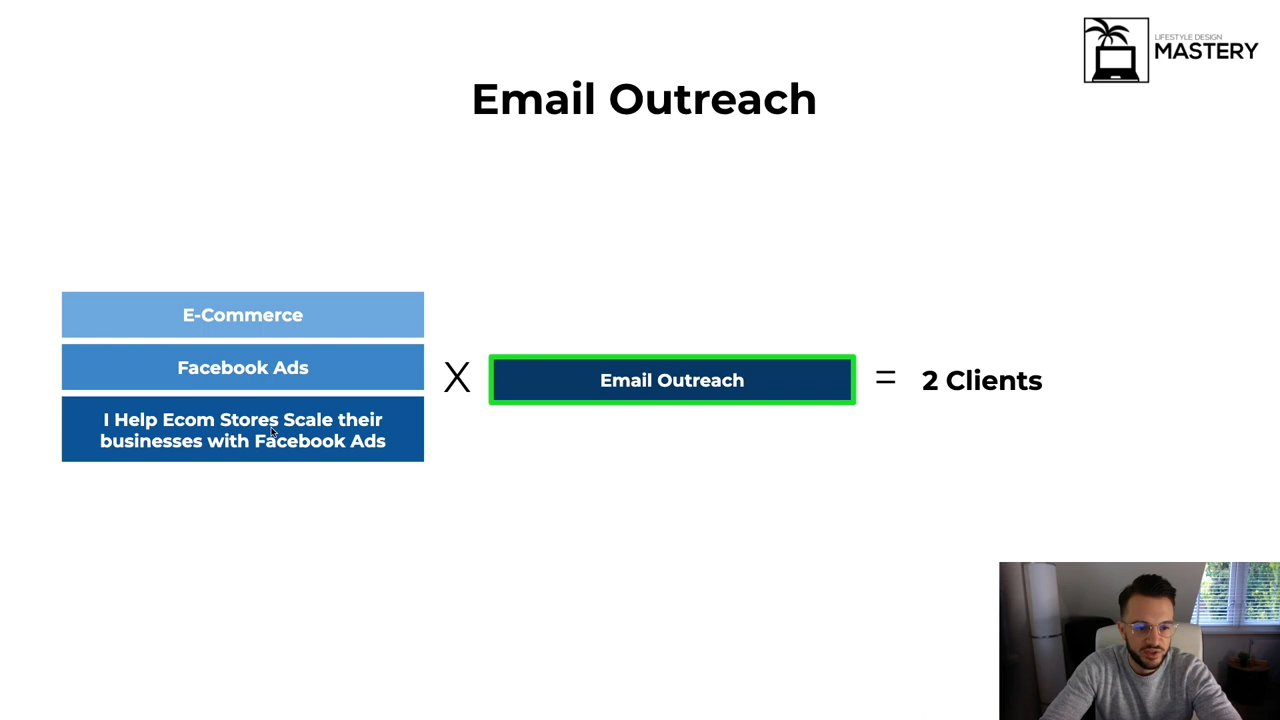 LIFESTYLE DESIGN
MASTERY
Email Outreach
E-Commerce
Facebook Ads
I Help Ecom Stores Scale their
businesses with Facebook Ads
X
Email Outreach
=
2 Clients